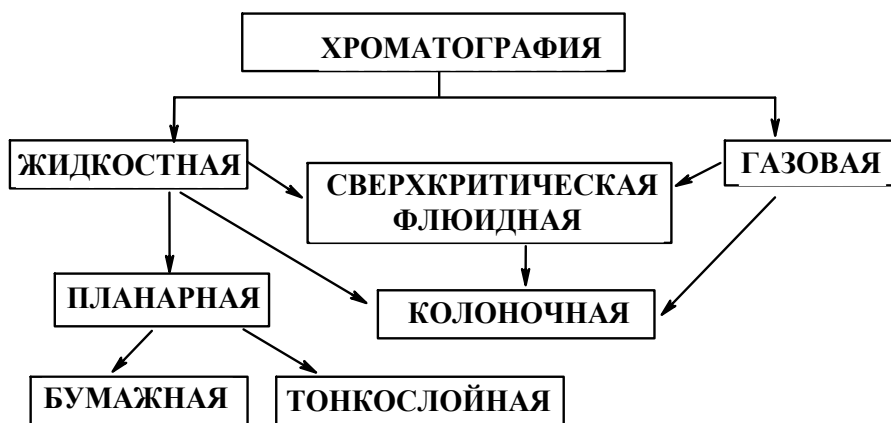 ХРОМАТОГРАФИЯ
ЖИДКОСТНАЯ
ГАЗОВАЯ
СВЕРХКРИТИЧЕСКАЯ
ФЛЮИДНАЯ
ПЛАНАРНАЯ
КОЛОНОЧНАЯ
БУМАЖНАЯ
ТОНКОСЛОЙНАЯ